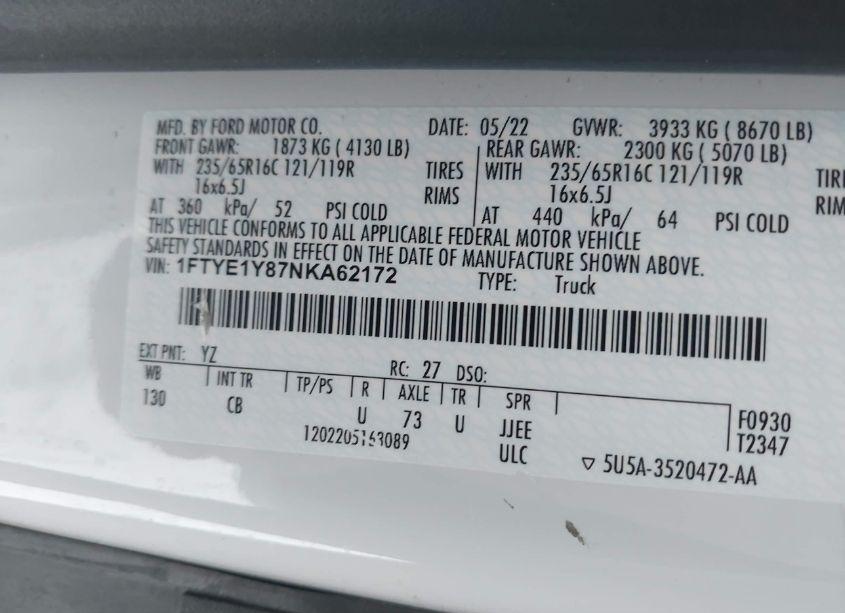 MFD. BY FORD MOTOR CO. DATE: 05/22 GVWR: 3933 KG ( 8670 LB)
FRONT GAWR: 1873 KG ( 4130 LB) REAR GAWR: 2300 KG ( 5070 LB)
WITH 235/65R16C 121/119R TIRES WITH 235/65R16C 121/119R TIR
16x6.5J RIMS 16x6.5J RIM
AT 360 kPa/ 52 PSI COLD AT 440 kPa/ 64 PSI COLD
THIS VEHICLE CONFORMS TO ALL APPLICABLE FEDERAL MOTOR VEHICLE
SAFETY STANDARDS IN EFFECT ON THE DATE OF MANUFACTURE SHOWN ABOVE.
VIN: 1FTYE1Y87NKA62172 TYPE: Truck
EXT PNT: YZ RC: 27 DSO:
WB INT TR TP/PS R AXLE TR SPR
130 CB U 73 U JJEE F0930
1202205163089 ULC T2347
5U5A-3520472-AA